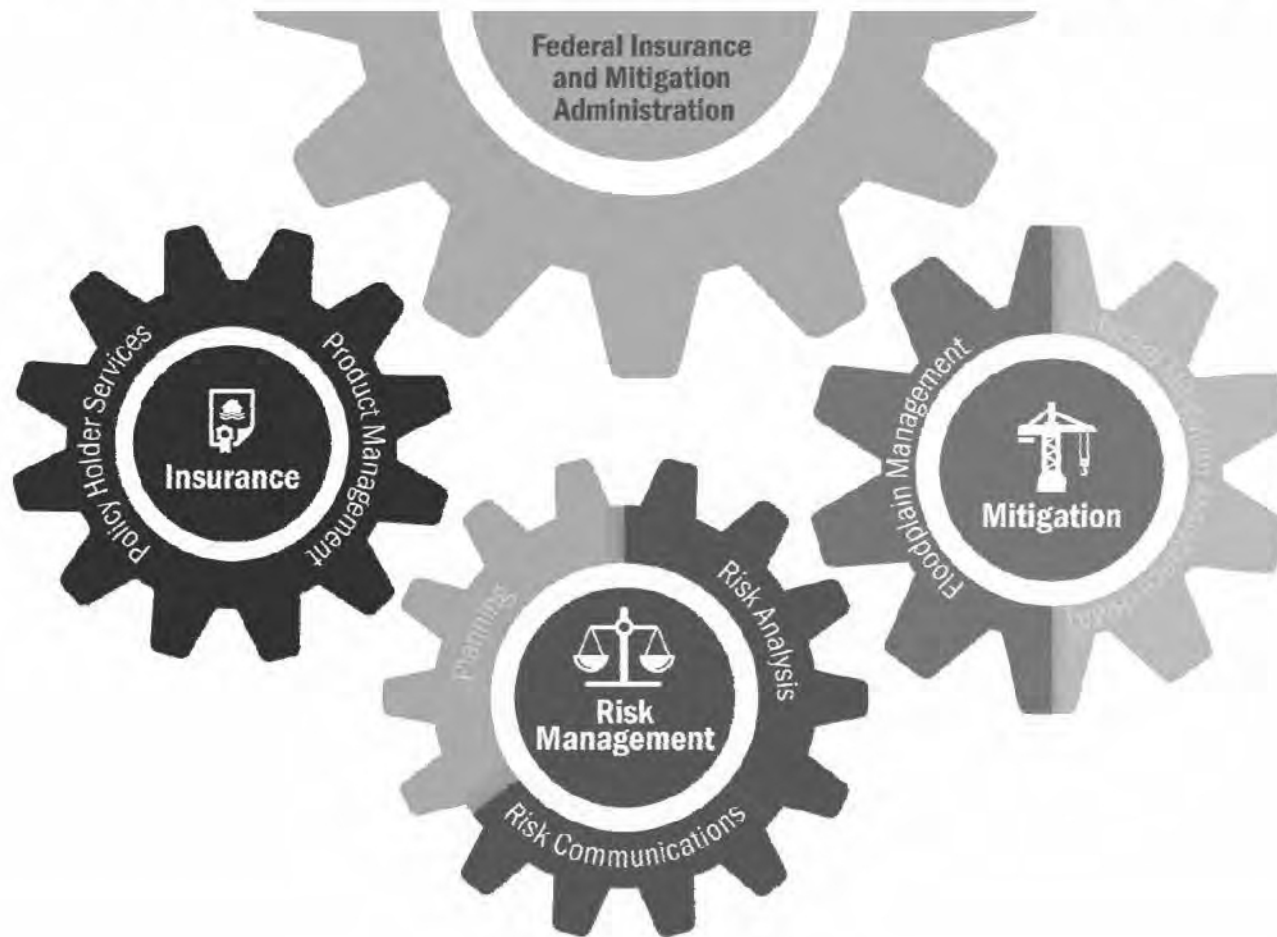 Federal Insurance
and Mitigation
Administration
Policy Holder Services
Product Management
Insurance
Floodplain Management
Mitigation
Planning
Risk Analysis
Risk
Management
Risk Communications